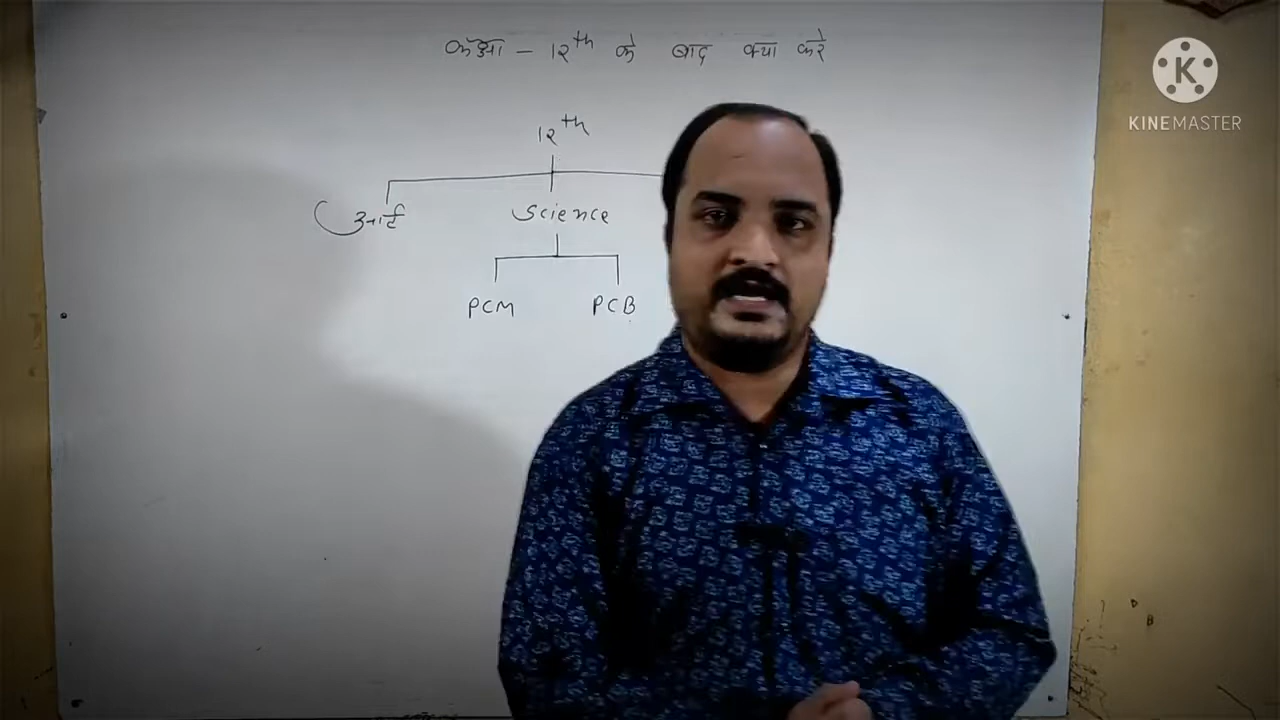 कक्षा - 12th के बाद क्या करे
12th
आर्ट Science
PCM PCB
K
KINEMASTER